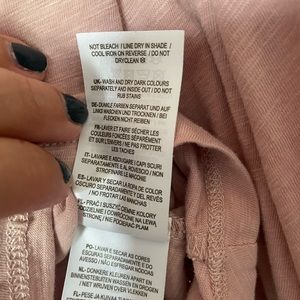 NOT BLEACH / LINE DRY IN SHADE /
COOL IRON ON REVERSE / DO NOT
DRYCLEAN
UK- WASH AND DRY DARK COLOURS
SEPARATELY AND INSIDE OUT / DO NOT
RUB STAINS
DE- DUNKLE FARBEN SEPARAT UND AUF
LINKS WASCHEN UND TROCKNEN / BEI
FLECKEN NICHT REIBEN
FR- LAVER ET FAIRE SÉCHER LES
COULEURS FONCÉES SÉPARÉMENT
ET SUR L'ENVERS / NE PAS FROTTER
LES TACHES
IT- LAVARE E ASCIUGARE I CAPI SCURI
SEPARATAMENTE A ROVESCIO / NON
STROFINARE LE MACCHIE
ES- LAVAR Y SECAR LA ROPA DE COLOR
OSCURO SEPARADAMENTE Y DEL REVÉS
/ NO FROTAR LAS MANCHAS
PL- PRAĆ I SUSZYĆ CIEMNE KOLORY
ODDZIELNIE / ODWRÓCONE NA LEWĄ
STRONĘ / NIE POCIERAĆ PLAM
PO- LAVAR E SECAR AS CORES
ESCURAS SEPARADAMENTE E DO
AVESSO / NÃO ESFREGAR AS NÓDOAS
NL- DONKERE KLEUREN APART EN
BINNENSTEBUITEN WASSEN EN
DROGEN / VLEKKEN NIET WRIJVEN
FI- PESE JA KUIVAA TUMMAT